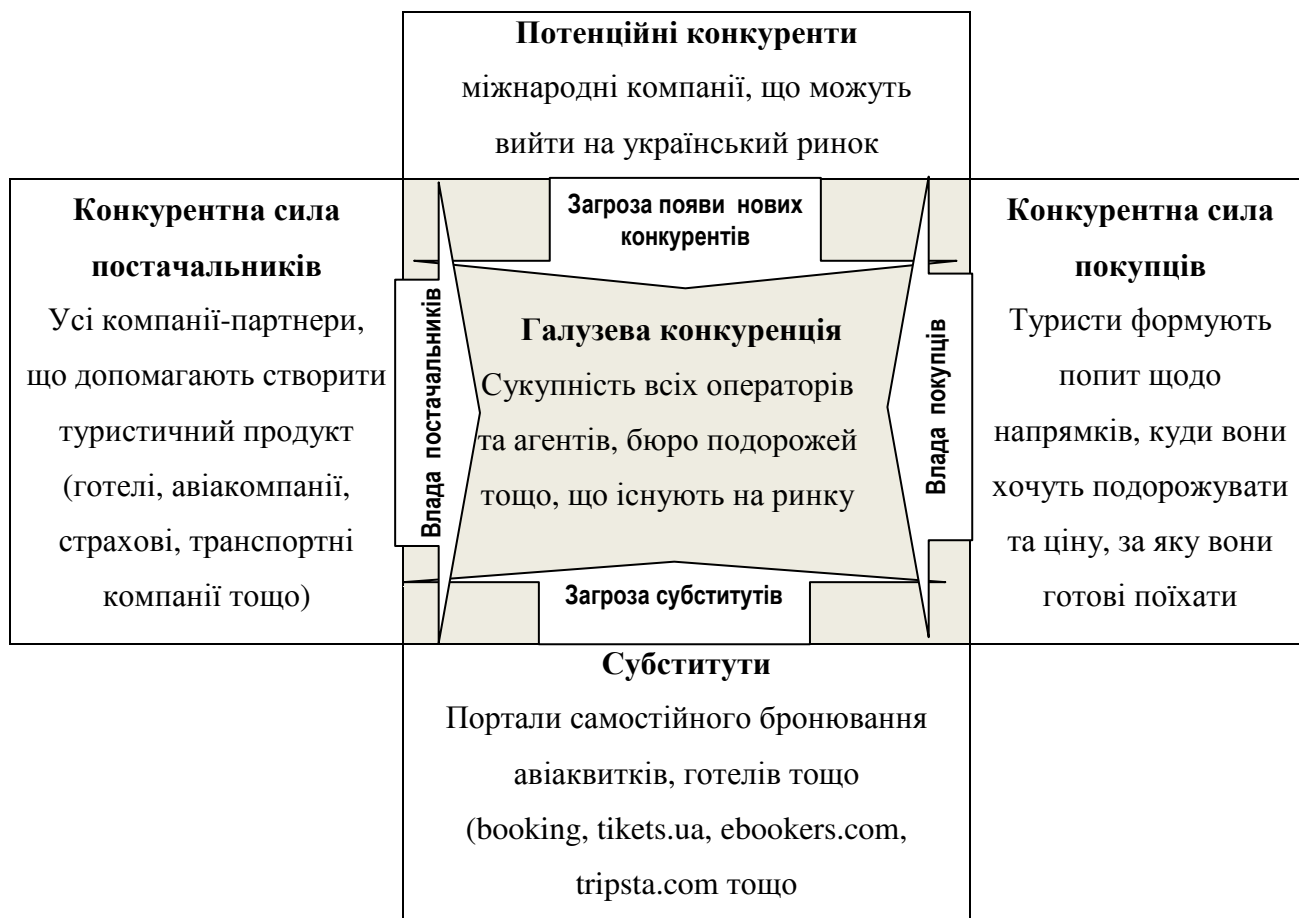 Потенційні конкуренти
міжнародні компанії, що можуть
вийти на український ринок
Конкурентна сила
постачальників
Усі компанії-партнери,
що допомагають створити
туристичний продукт
(готелі, авіакомпанії,
страхові, транспортні
компанії тощо)
Влада постачальників
Загроза появи нових
конкурентів
Галузева конкуренція
Сукупність всіх операторів
та агентів, бюро подорожей
тощо, що існують на ринку
Загроза субститутів
Влада покупців
Конкурентна сила
покупців
Туристи формують
попит щодо
напрямків, куди вони
хочуть подорожувати
та ціну, за яку вони
готові поїхати
Субститути
Портали самостійного бронювання
авіаквитків, готелів тощо
(booking, tikets.ua, ebookers.com,
tripsta.com тощо